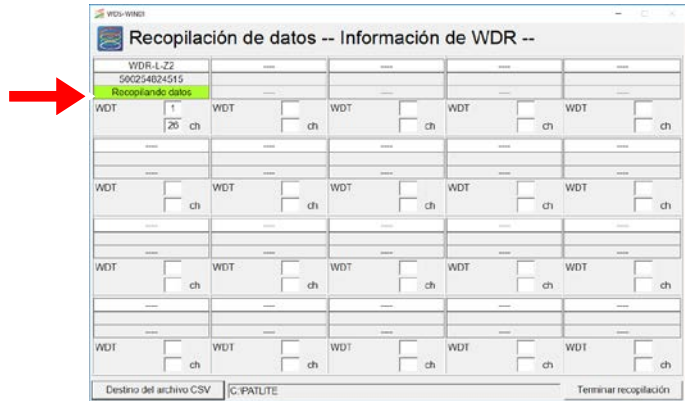 WDS-WIN01
Recopilación de datos -- Información de WDR --
WDR-L-Z2 ---- ---- ---- ----
S00254824515
Recopilando datos ---- ---- ---- ----
WDT 1 WDT WDT WDT WDT
26 ch ch ch ch ch
---- ---- ---- ---- ----
---- ---- ---- ---- ----
WDT WDT WDT WDT WDT
ch ch ch ch ch
---- ---- ---- ---- ----
---- ---- ---- ---- ----
WDT WDT WDT WDT WDT
ch ch ch ch ch
---- ---- ---- ---- ----
---- ---- ---- ---- ----
WDT WDT WDT WDT WDT
ch ch ch ch ch
Destino del archivo CSV C:\PATLITE Terminar recopilación